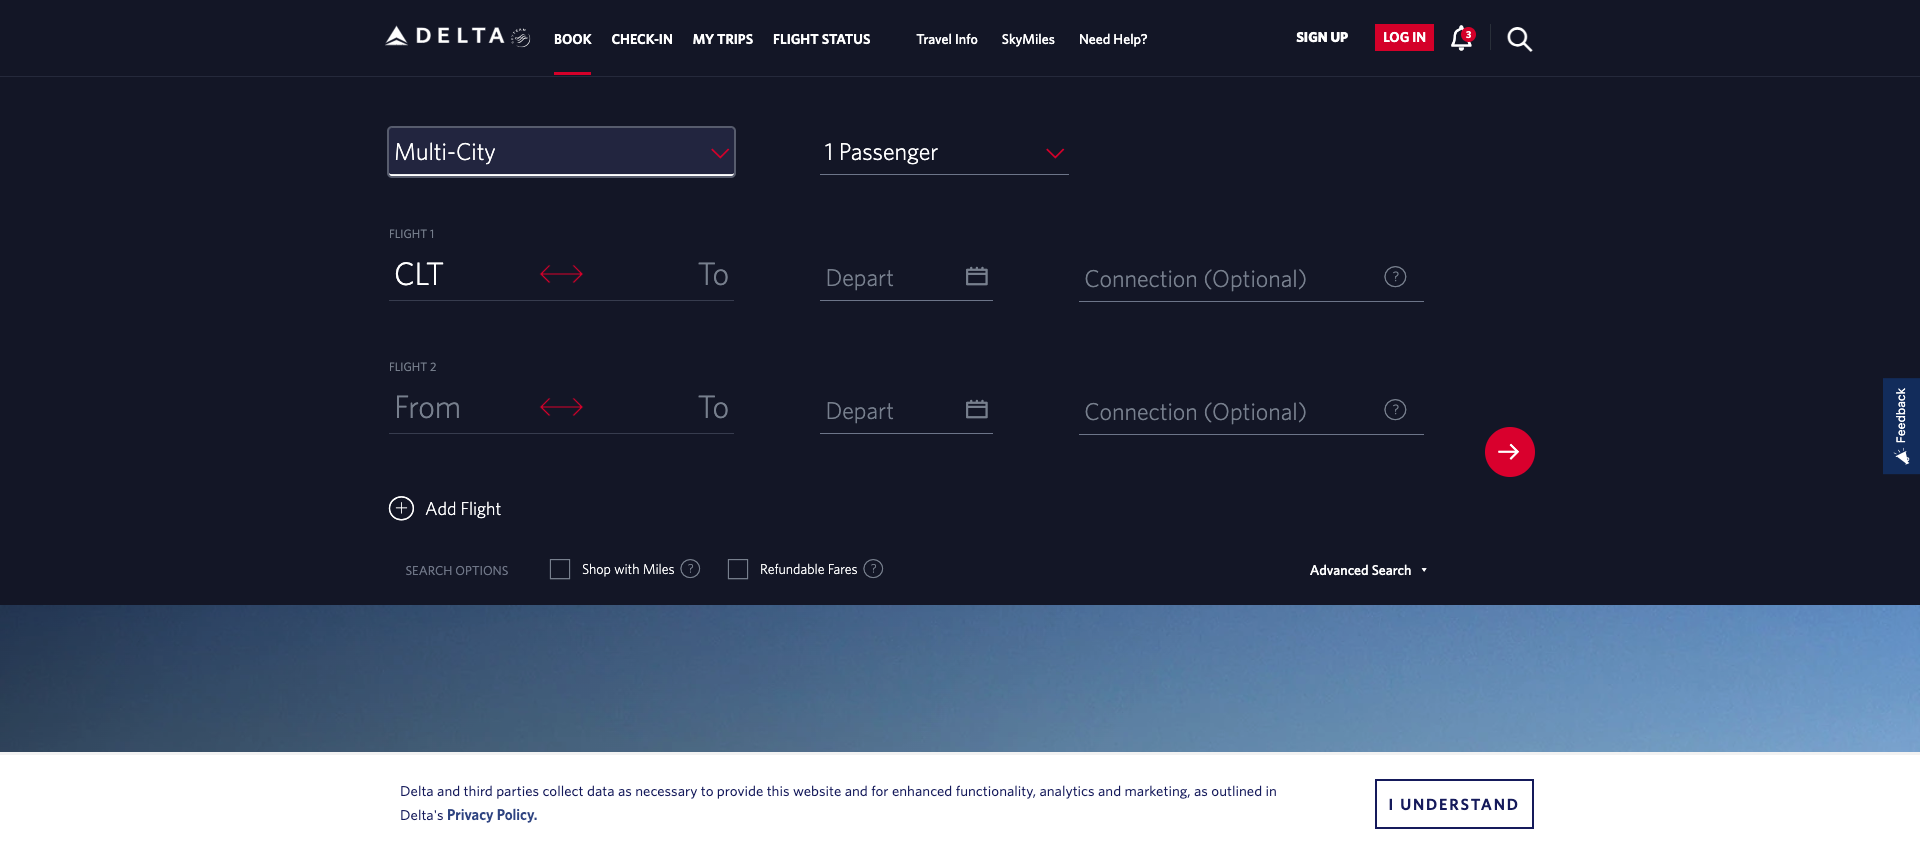 DELTA
BOOK CHECK-IN MY TRIPS FLIGHT STATUS Travel Info SkyMiles Need Help? SIGN UP LOG IN 3
Multi-City 1 Passenger
FLIGHT 1
CLT To Depart Connection (Optional) ?
FLIGHT 2
From To Depart Connection (Optional) ?
Feedback
Add Flight
SEARCH OPTIONS Shop with Miles ? Refundable Fares ? Advanced Search
Delta and third parties collect data as necessary to provide this website and for enhanced functionality, analytics and marketing, as outlined in
Delta's Privacy Policy.
I UNDERSTAND